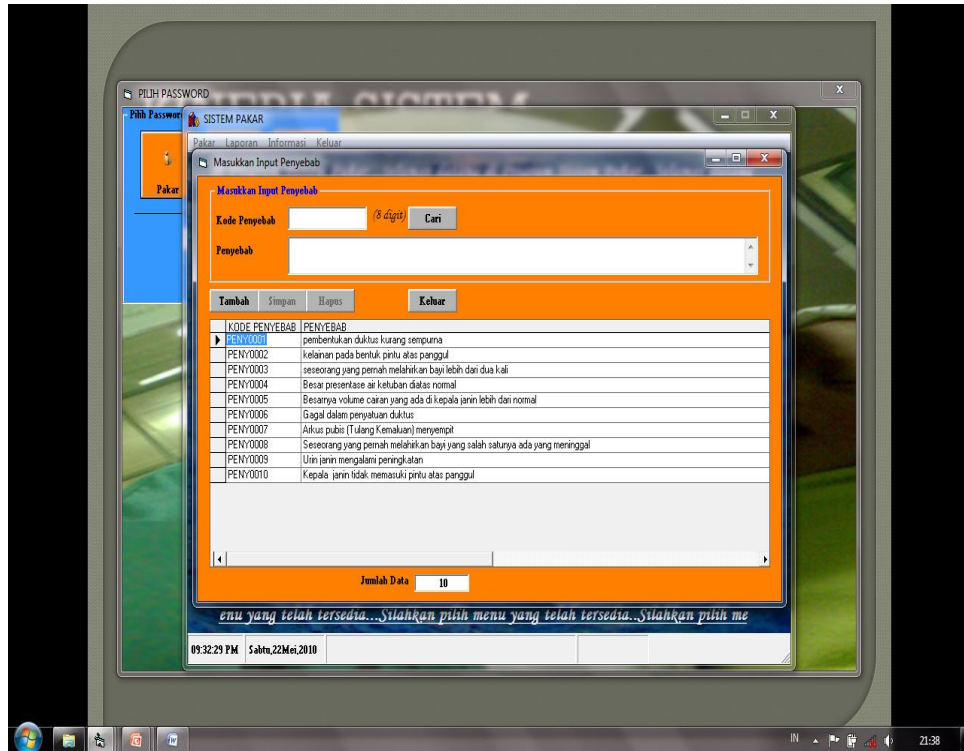 PILIH PASSWORD
X
Pilih Passwor
Pakar
SISTEM PAKAR
Pakar Laporan Informasi Keluar
Masukkan Input Penyebab
Masukkan Input Penyebab
Kode Penyebab (8 digit) Cari
Penyebab
Tambah Simpan Hapus Keluar
KODE PENYEBAB PENYEBAB
PENY0001 pembentukan duktus kurang sempurna
PENY0002 kelainan pada bentuk pintu atas panggul
PENY0003 seseorang yang pernah melahirkan bayi lebih dari dua kali
PENY0004 Besar presentase air ketuban diatas normal
PENY0005 Besarnya volume cairan yang ada di kepala janin lebih dari normal
PENY0006 Gagal dalam penyatuan duktus
PENY0007 Arkus pubis (Tulang Kemaluan) menyempit
PENY0008 Seseorang yang pernah melahirkan bayi yang salah satunya ada yang meninggal
PENY0009 Urin janin mengalami peningkatan
PENY0010 Kepala janin tidak memasuki pintu atas panggul
Jumlah Data 10
enu yang telah tersedia...Silahkan pilih menu yang telah tersedia..Silahkan pilih me
09:32:29 PM Sabtu,22Mei,2010
IN 21:38